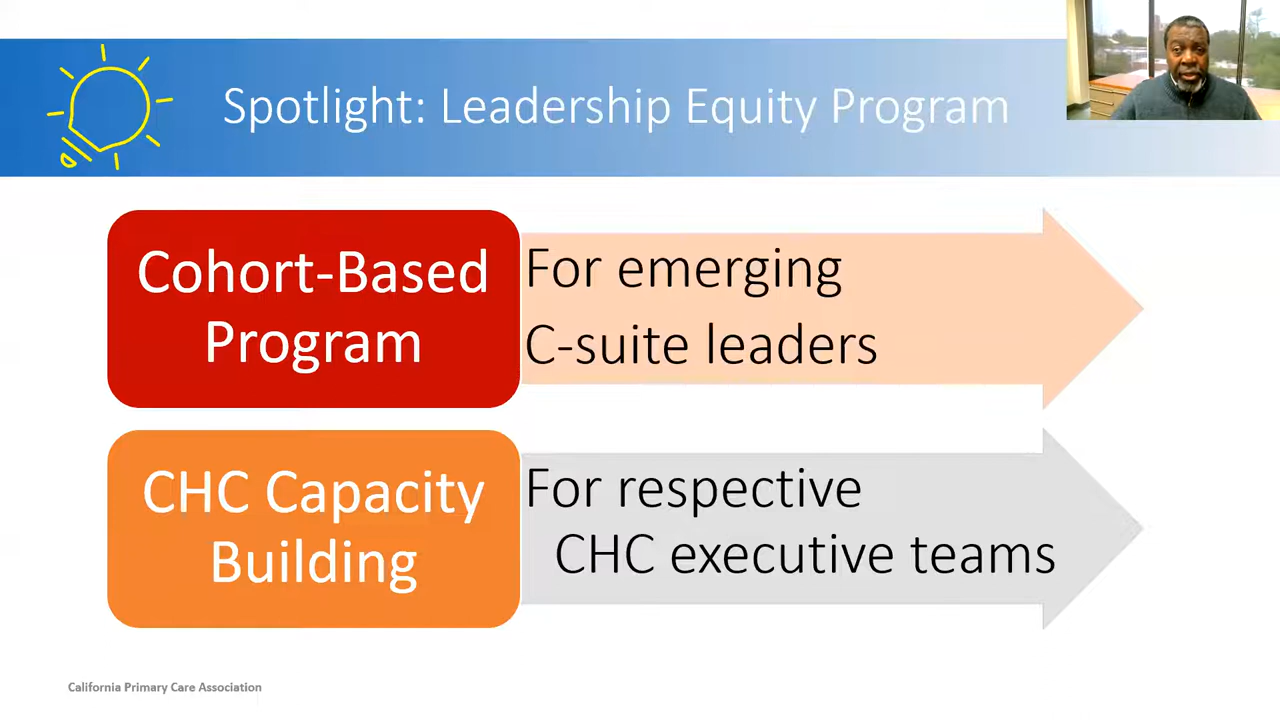 Spotlight: Leadership Equity Program
Cohort-Based
Program
For emerging
C-suite leaders
CHC Capacity
Building
For respective
CHC executive teams
California Primary Care Association